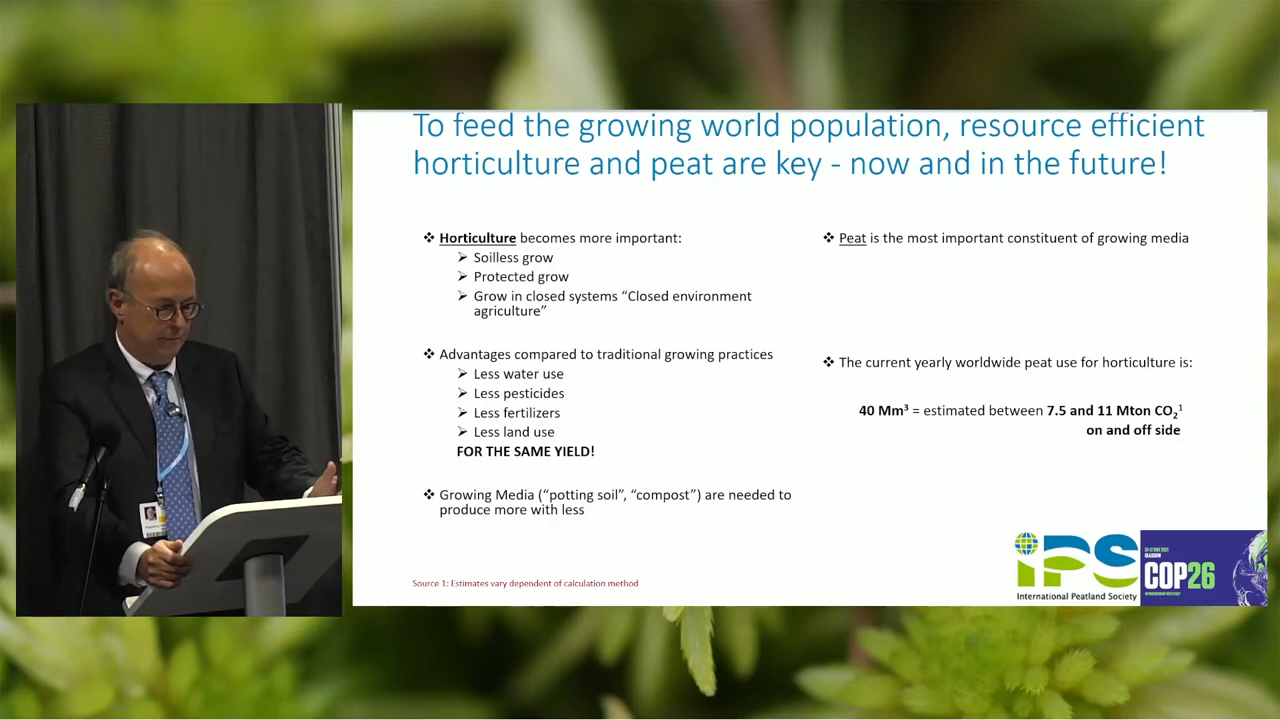 To feed the growing world population, resource efficient
horticulture and peat are key - now and in the future!
❖ Horticulture becomes more important:
➢ Soilless grow
➢ Protected grow
➢ Grow in closed systems “Closed environment
agriculture”
❖ Advantages compared to traditional growing practices
➢ Less water use
➢ Less pesticides
➢ Less fertilizers
➢ Less land use
FOR THE SAME YIELD!
❖ Growing Media (“potting soil”, “compost”) are needed to
produce more with less
❖ Peat is the most important constituent of growing media
❖ The current yearly worldwide peat use for horticulture is:
40 Mm³ = estimated between 7.5 and 11 Mton CO₂¹
on and off side
Source 1: Estimates vary dependent of calculation method
iPS
International Peatland Society
COP26